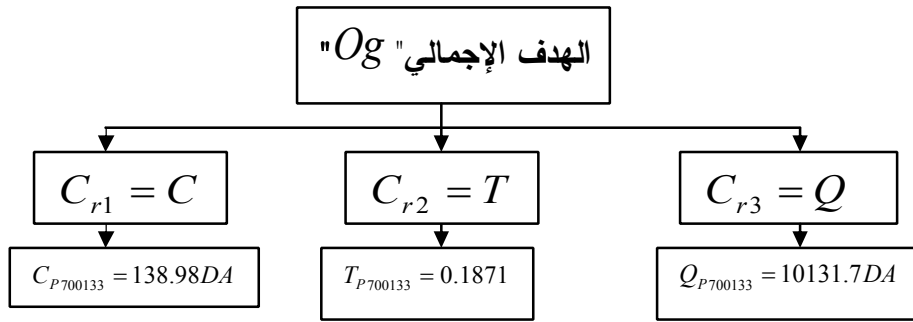 الهدف الإجمالي "Og"
C_{r1} = C
C_{r2} = T
C_{r3} = Q
C_{P700133} = 138.98DA
T_{P700133} = 0.1871
Q_{P700133} = 10131.7DA